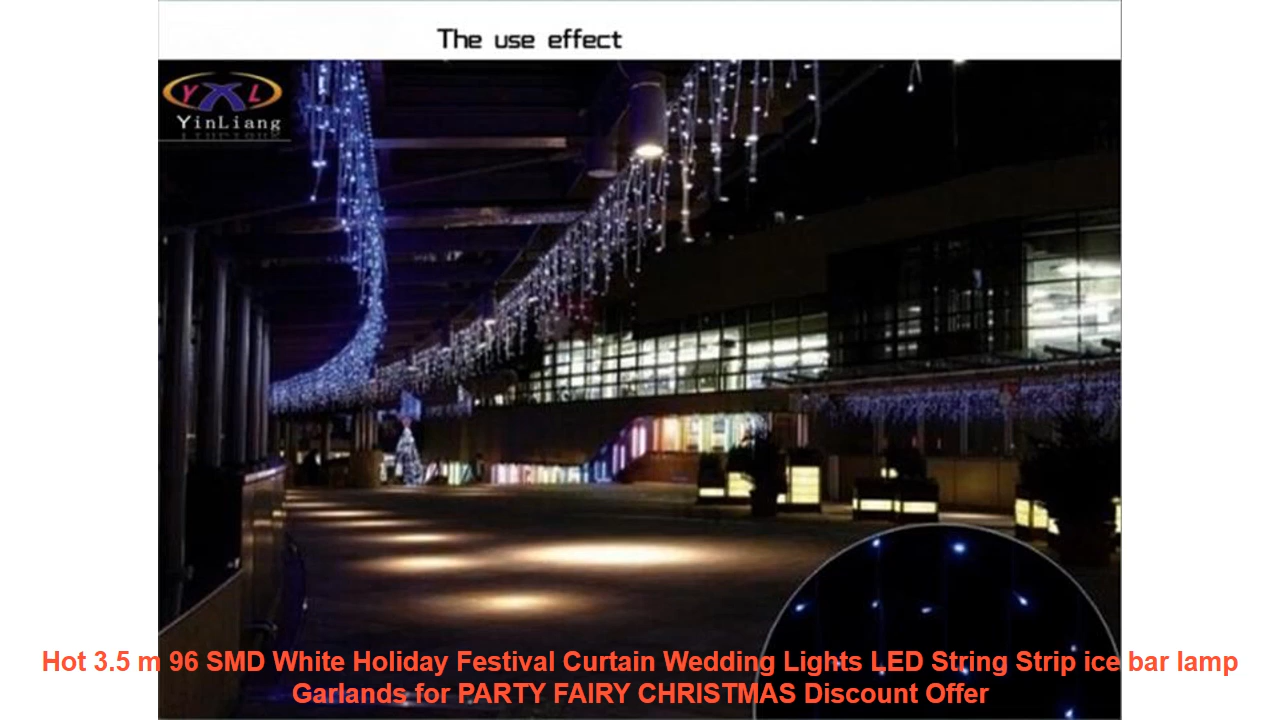 The use effect
YXL
YinLiang
Hot 3.5 m 96 SMD White Holiday Festival Curtain Wedding Lights LED String Strip ice bar lamp
Garlands for PARTY FAIRY CHRISTMAS Discount Offer